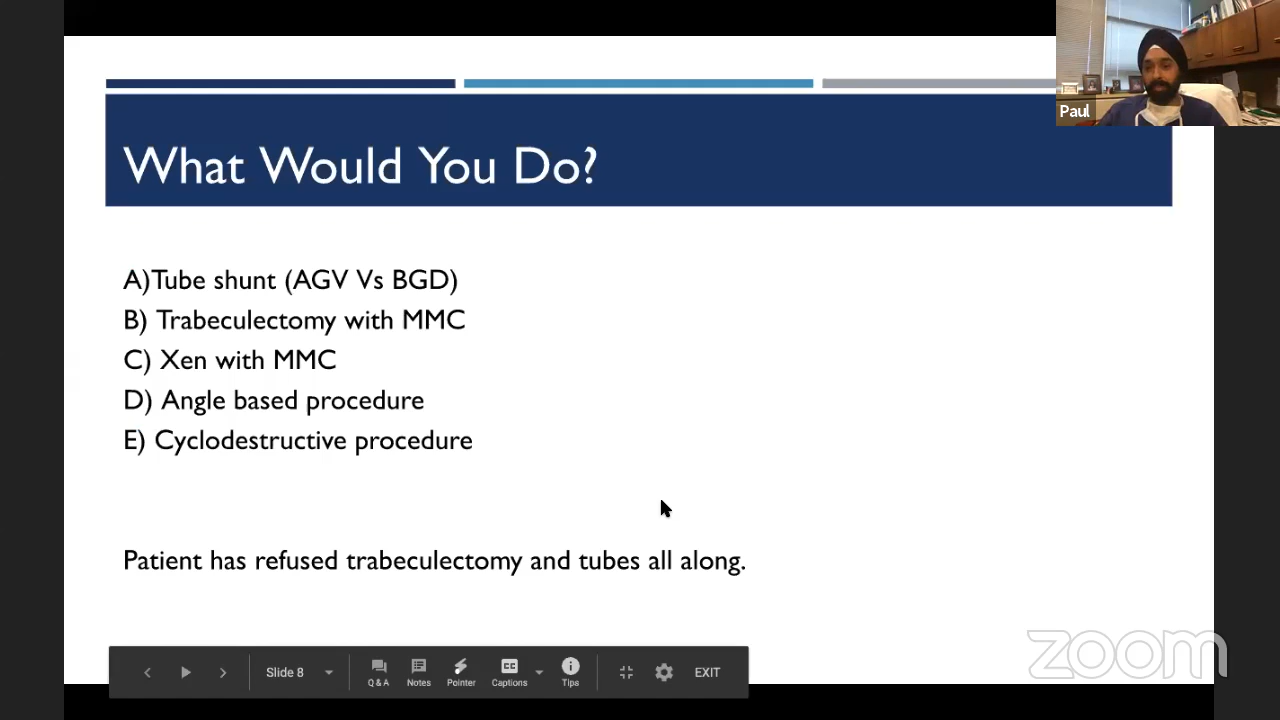 Paul
What Would You Do?
A)Tube shunt (AGV Vs BGD)
B) Trabeculectomy with MMC
C) Xen with MMC
D) Angle based procedure
E) Cyclodestructive procedure
Patient has refused trabeculectomy and tubes all along.
zoom
Slide 8
Q & A
Notes
Pointer
CC
Captions
Tips
EXIT